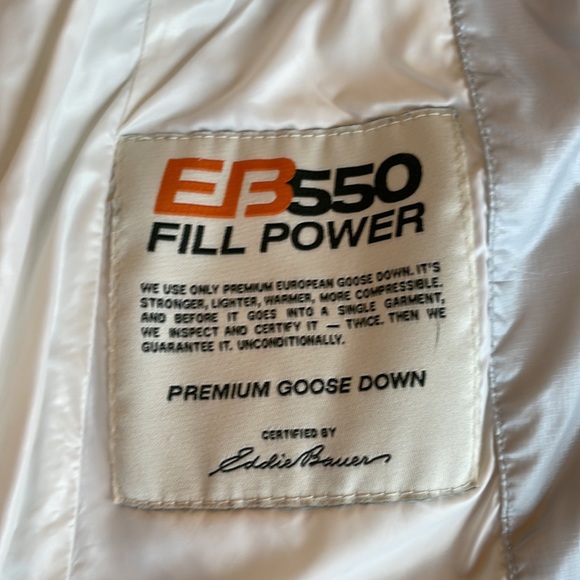 EB550
FILL POWER
WE USE ONLY PREMIUM EUROPEAN GOOSE DOWN. IT'S
STRONGER, LIGHTER, WARMER, MORE COMPRESSIBLE.
AND BEFORE IT GOES INTO A SINGLE GARMENT,
WE INSPECT AND CERTIFY IT — TWICE. THEN WE
GUARANTEE IT. UNCONDITIONALLY.
PREMIUM GOOSE DOWN
CERTIFIED BY
Eddie Bauer